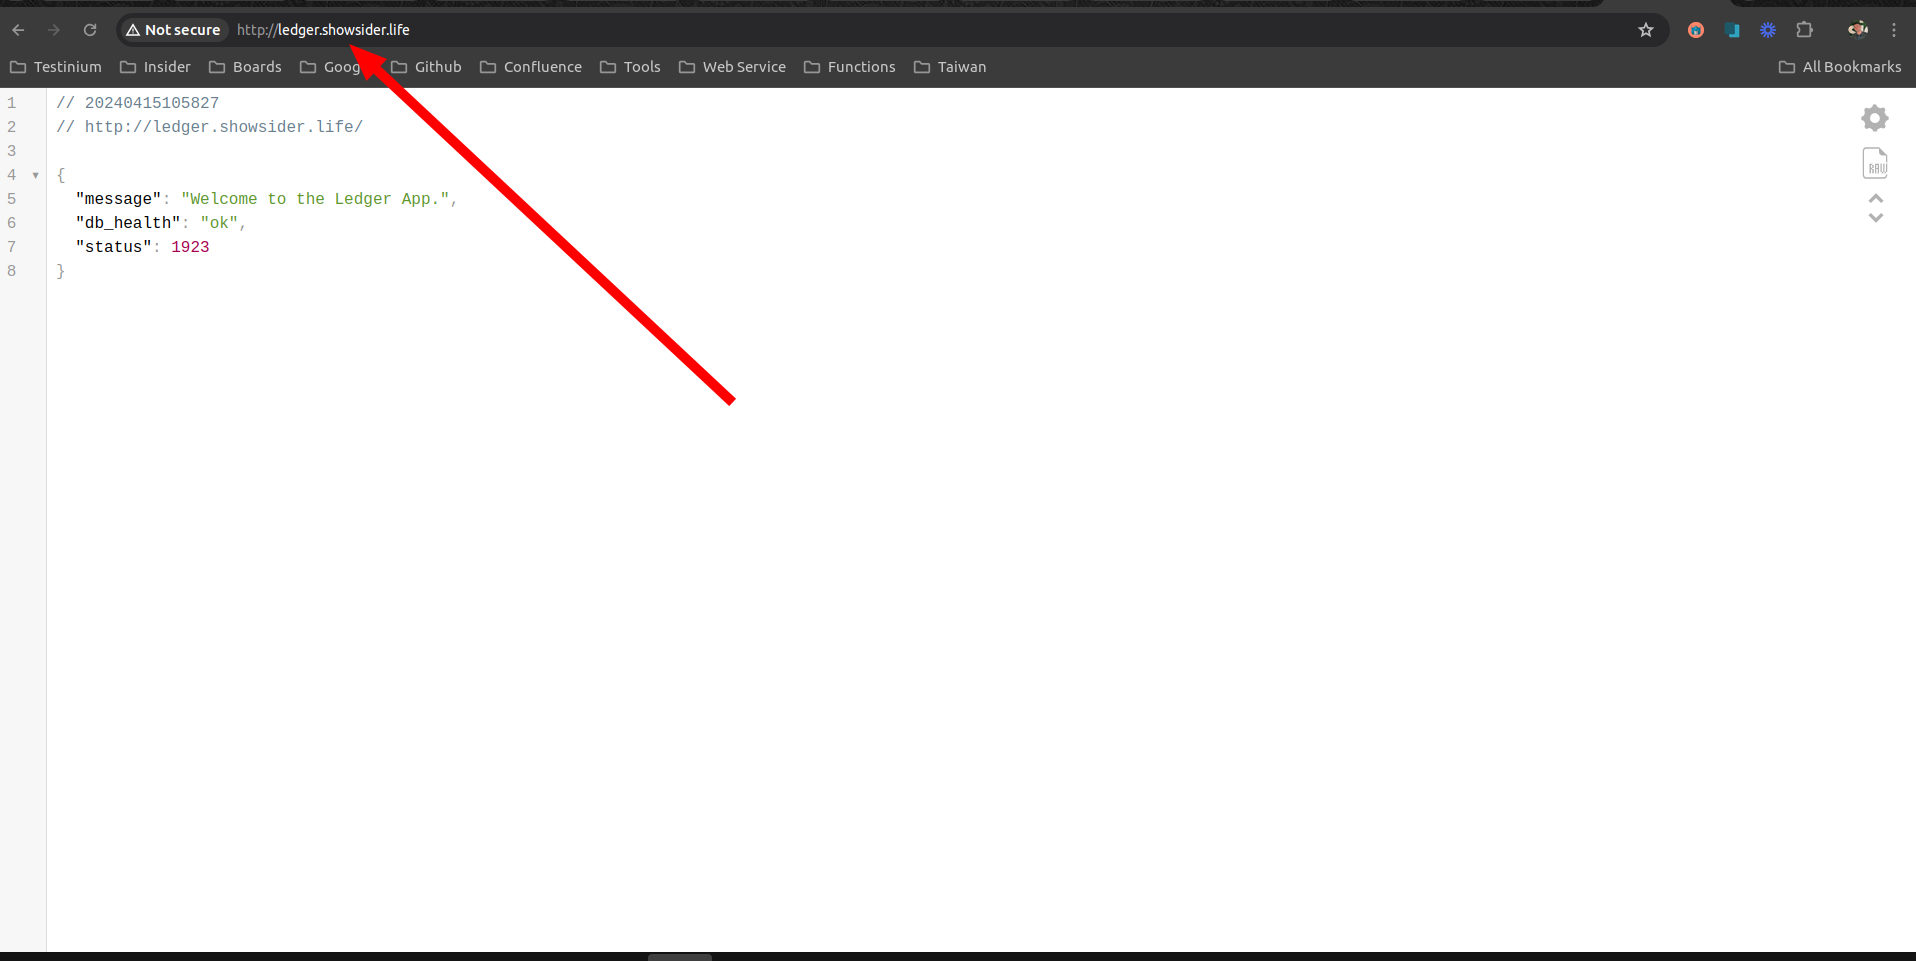 Not secure http://ledger.showsider.life
Testinium Insider Boards Goog Github Confluence Tools Web Service Functions Taiwan All Bookmarks
1 // 20240415105827
2 // http://ledger.showsider.life/
3
4 {
5 "message": "Welcome to the Ledger App.",
6 "db_health": "ok",
7 "status": 1923
8 }
RAW